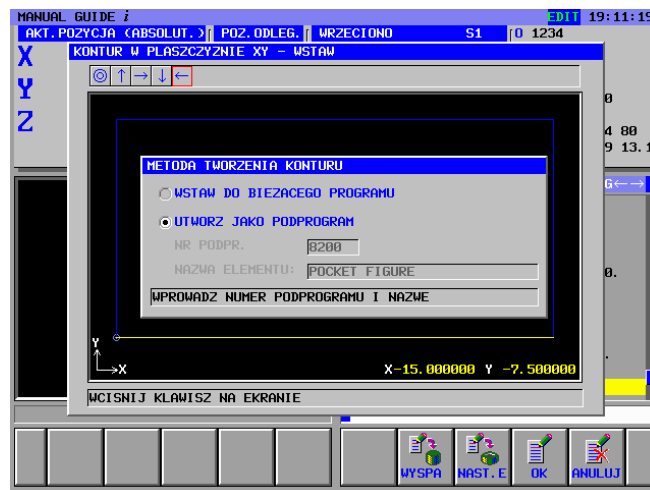 MANUAL GUIDE i EDIT 19:11:19
AKT.POZYCJA (ABSOLUT.) POZ.ODLEG. WRZECIONO S1 O 1234
KONTUR W PLASZCZYZNIE XY - WSTAW
X
Y
Z
0
4 80
9 13.1
METODA TWORZENIA KONTURU
G←→
WSTAW DO BIEZACEGO PROGRAMU
UTWORZ JAKO PODPROGRAM
NR PODPR. 8200
NAZWA ELEMENTU: POCKET FIGURE
0.
WPROWADZ NUMER PODPROGRAMU I NAZWE
Y
X
X-15.000000 Y -7.500000
WCISNIJ KLAWISZ NA EKRANIE
WYSPA NAST.E OK ANULUJ